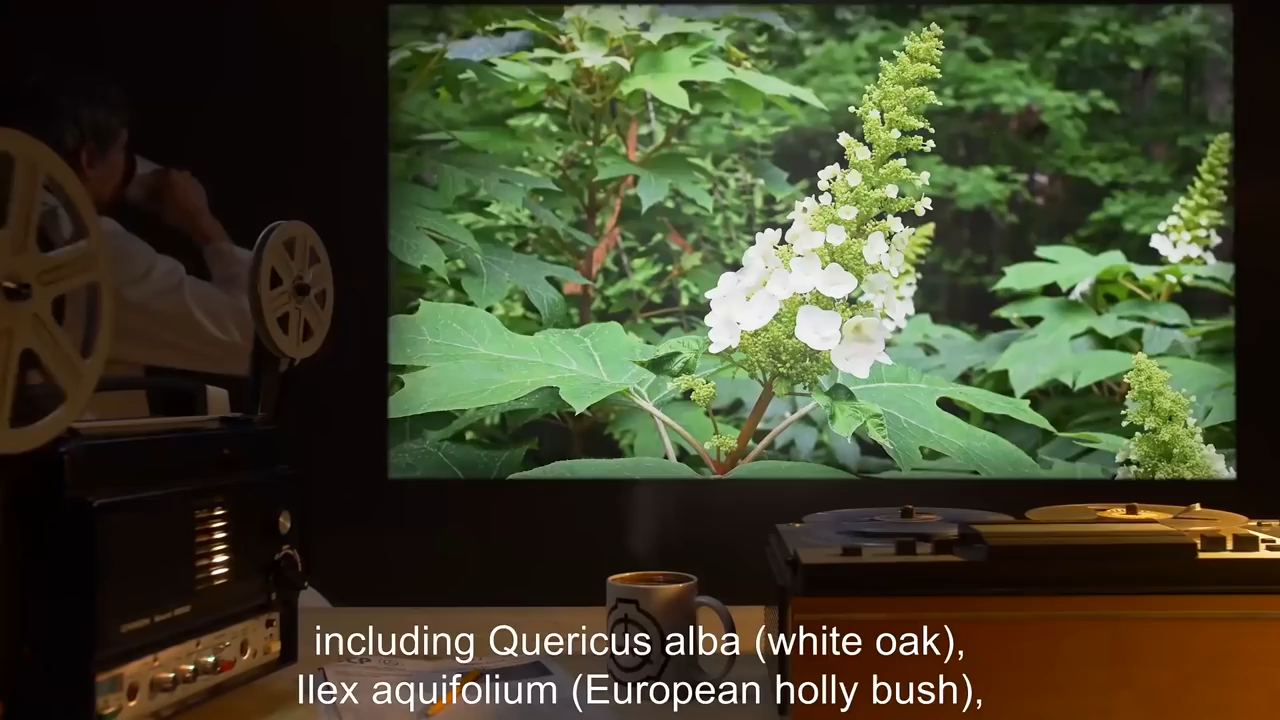 including Quericus alba (white oak),
Ilex aquifolium (European holly bush),